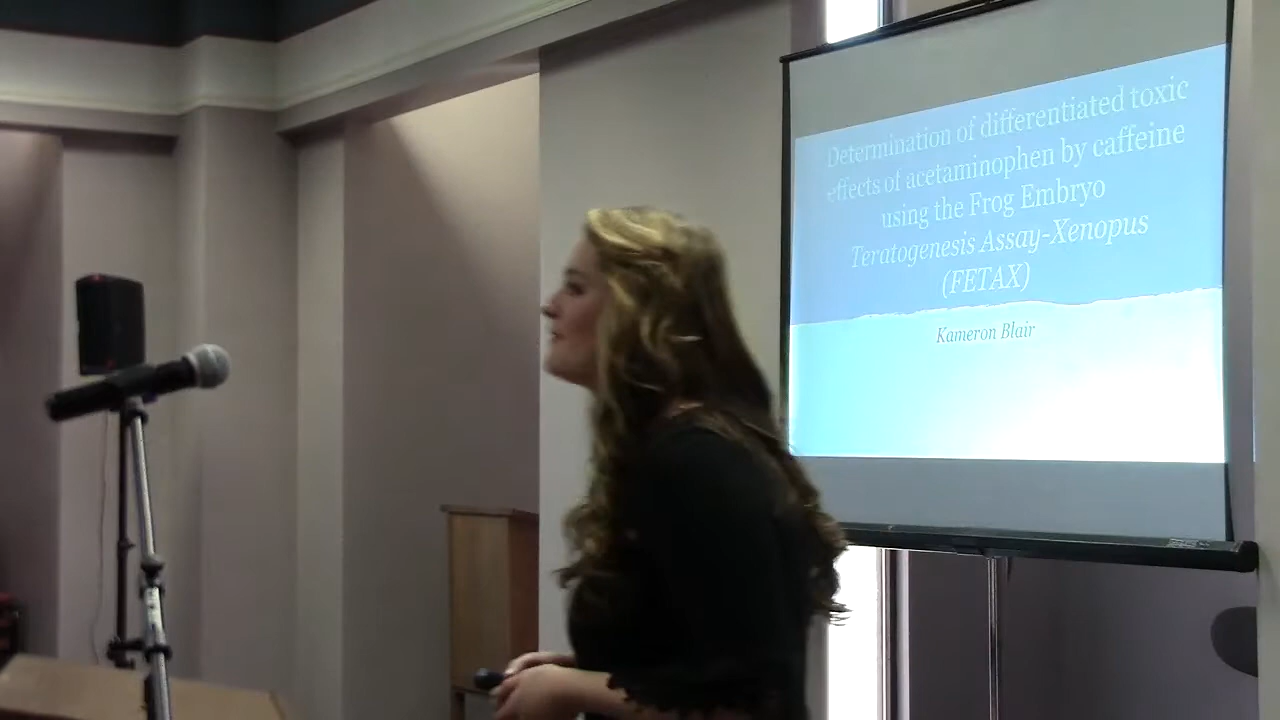 Determination of differentiated toxic
effects of acetaminophen by caffeine
using the Frog Embryo
Teratogenesis Assay-Xenopus
(FETAX)
Kameron Blair